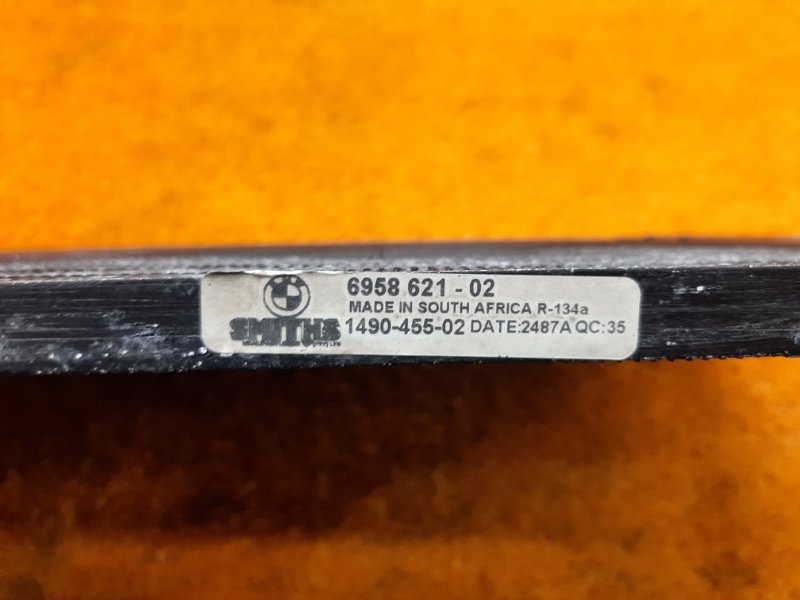 6958 621 - 02
MADE IN SOUTH AFRICA R-134a
SMITHS
1490-455-02 DATE:2487A QC:35